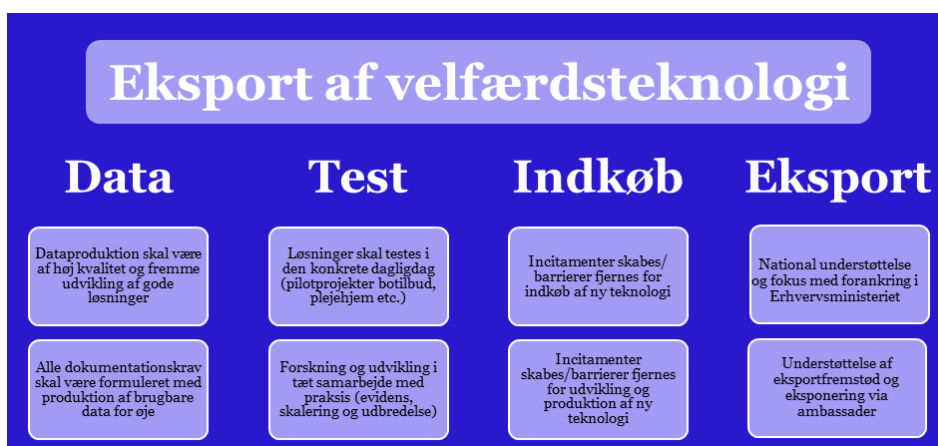 Eksport af velfærdsteknologi
Data
Dataproduktion skal være
af høj kvalitet og fremme
udvikling af gode
løsninger
Alle dokumentationskrav
skal være formuleret med
produktion af brugbare
data for øje
Test
Løsninger skal testes i
den konkrete dagligdag
(pilotprojekter botilbud,
plejehjem etc.)
Forskning og udvikling i
tæt samarbejde med
praksis (evidens,
skalering og udbredelse)
Indkøb
Incitamenter skabes/
barrierer fjernes for
indkøb af ny teknologi
Incitamenter
skabes/barrierer fjernes
for udvikling og
produktion af ny
teknologi
Eksport
National understøttelse
og fokus med forankring i
Erhvervsministeriet
Understøttelse af
eksportfremstød og
eksponering via
ambassader